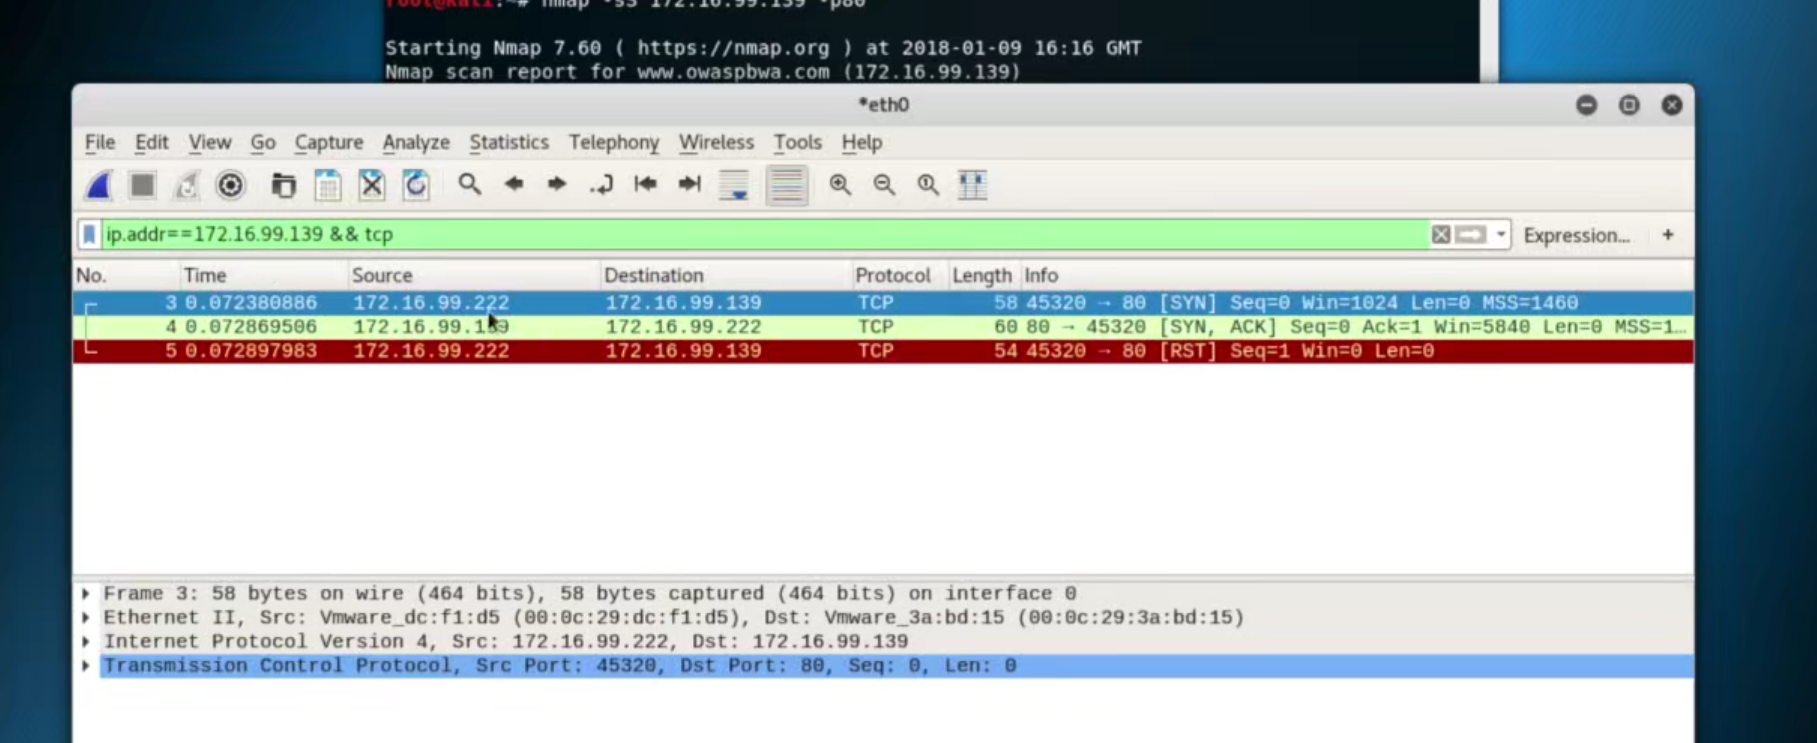 root@kali:~# nmap -sS 172.16.99.139 -p80
Starting Nmap 7.60 ( https://nmap.org ) at 2018-01-09 16:16 GMT
Nmap scan report for www.owaspbwa.com (172.16.99.139)
*eth0
File Edit View Go Capture Analyze Statistics Telephony Wireless Tools Help
ip.addr==172.16.99.139 && tcp Expression... +
No. Time Source Destination Protocol Length Info
3 0.072380886 172.16.99.222 172.16.99.139 TCP 58 45320 → 80 [SYN] Seq=0 Win=1024 Len=0 MSS=1460
4 0.072869506 172.16.99.139 172.16.99.222 TCP 60 80 → 45320 [SYN, ACK] Seq=0 Ack=1 Win=5840 Len=0 MSS=1…
5 0.072897983 172.16.99.222 172.16.99.139 TCP 54 45320 → 80 [RST] Seq=1 Win=0 Len=0
Frame 3: 58 bytes on wire (464 bits), 58 bytes captured (464 bits) on interface 0
Ethernet II, Src: Vmware_dc:f1:d5 (00:0c:29:dc:f1:d5), Dst: Vmware_3a:bd:15 (00:0c:29:3a:bd:15)
Internet Protocol Version 4, Src: 172.16.99.222, Dst: 172.16.99.139
Transmission Control Protocol, Src Port: 45320, Dst Port: 80, Seq: 0, Len: 0